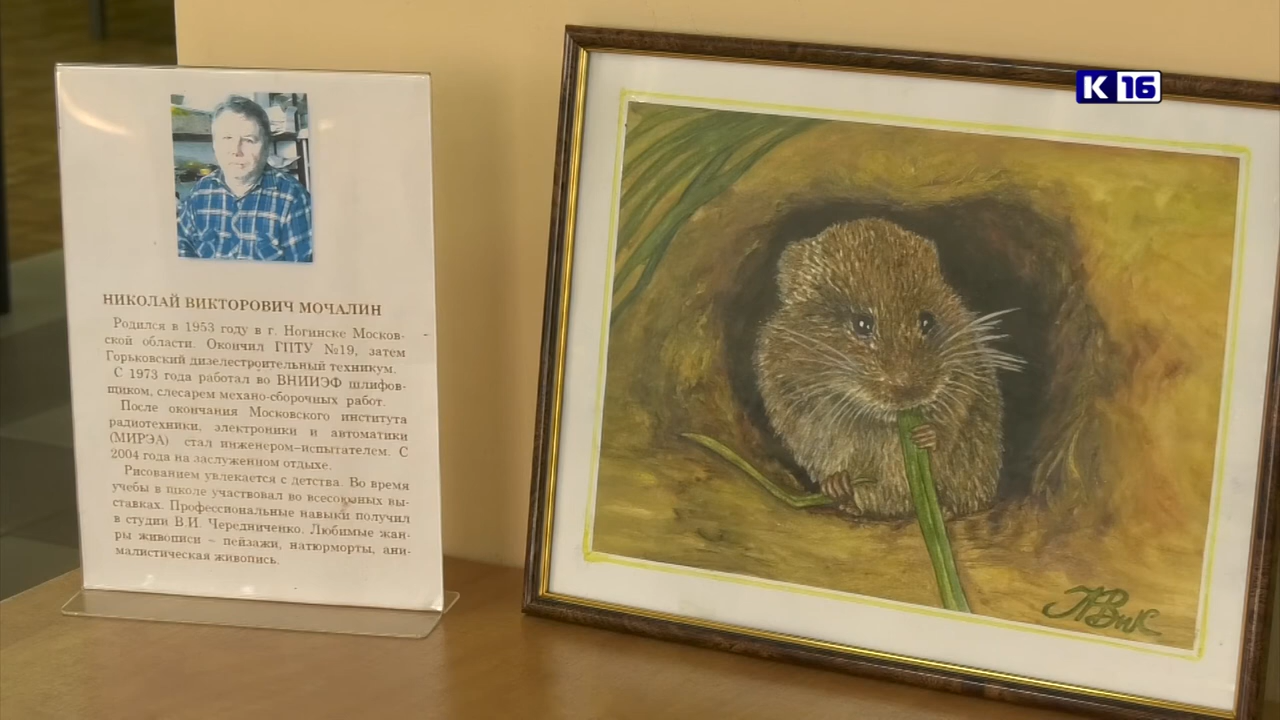 НИКОЛАЙ ВИКТОРОВИЧ МОЧАЛИН
Родился в 1953 году в г. Ногинске Москов-
ской области. Окончил ГПТУ №19, затем
Горьковский дизелестроительный техникум.
С 1973 года работал во ВНИИЭФ шлифов-
щиком, слесарем механо-сборочных работ.
После окончания Московского института
радиотехники, электроники и автоматики
(МИРЭА) стал инженером-испытателем. С
2004 года на заслуженном отдыхе.
Рисованием увлекается с детства. Во время
учебы в школе участвовал во всесоюзных вы-
ставках. Профессиональные навыки получил
в студии В.И. Чередниченко. Любимые жан-
ры живописи – пейзажи, натюрморты, ани-
малистическая живопись.
К 16